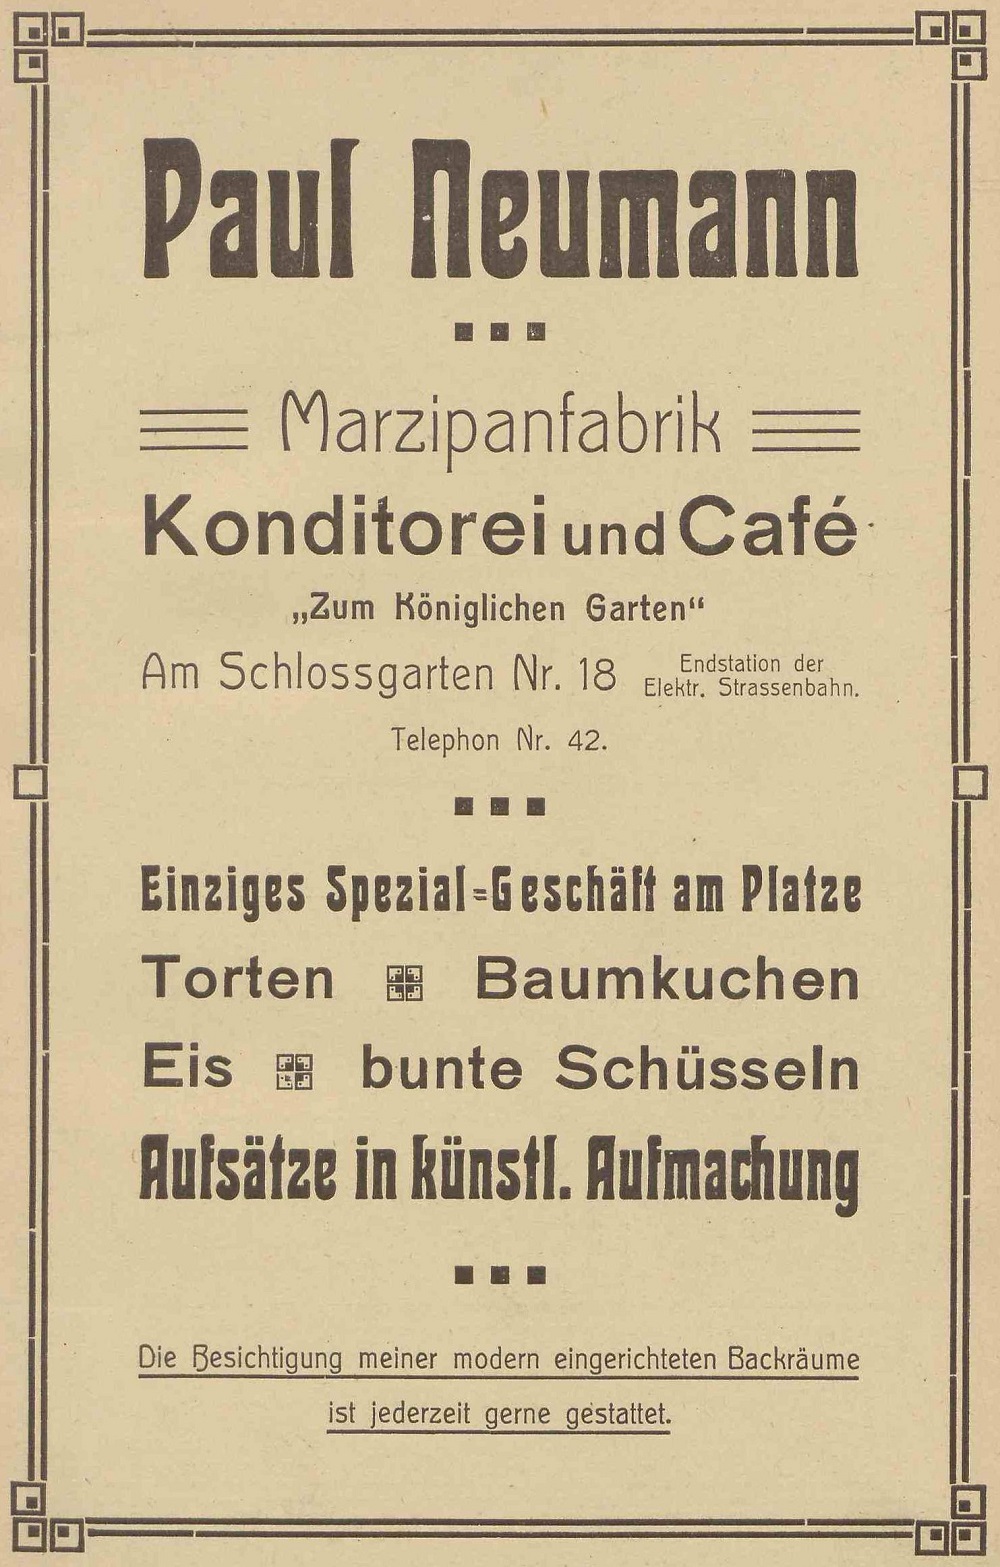 Paul Neumann
Marzipanfabrik
Konditorei und Café
„Zum Königlichen Garten“
Am Schlossgarten Nr. 18 Endstation der
Elektr. Strassenbahn.
Telephon Nr. 42.
Einziges Spezial=Geschäft am Platze
Torten Baumkuchen
Eis bunte Schüsseln
Aufsätze in künstl. Aufmachung
Die Besichtigung meiner modern eingerichteten Backräume
ist jederzeit gerne gestattet.